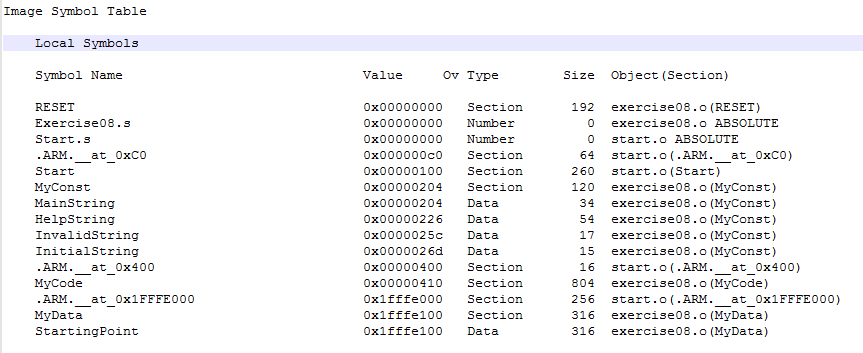 Image Symbol Table
Local Symbols
Symbol Name Value Ov Type Size Object(Section)
RESET 0x00000000 Section 192 exercise08.o(RESET)
Exercise08.s 0x00000000 Number 0 exercise08.o ABSOLUTE
Start.s 0x00000000 Number 0 start.o ABSOLUTE
.ARM.__at_0xC0 0x000000c0 Section 64 start.o(.ARM.__at_0xC0)
Start 0x00000100 Section 260 start.o(Start)
MyConst 0x00000204 Section 120 exercise08.o(MyConst)
MainString 0x00000204 Data 34 exercise08.o(MyConst)
HelpString 0x00000226 Data 54 exercise08.o(MyConst)
InvalidString 0x0000025c Data 17 exercise08.o(MyConst)
InitialString 0x0000026d Data 15 exercise08.o(MyConst)
.ARM.__at_0x400 0x00000400 Section 16 start.o(.ARM.__at_0x400)
MyCode 0x00000410 Section 804 exercise08.o(MyCode)
.ARM.__at_0x1FFFE000 0x1fffe000 Section 256 start.o(.ARM.__at_0x1FFFE000)
MyData 0x1fffe100 Section 316 exercise08.o(MyData)
StartingPoint 0x1fffe100 Data 316 exercise08.o(MyData)